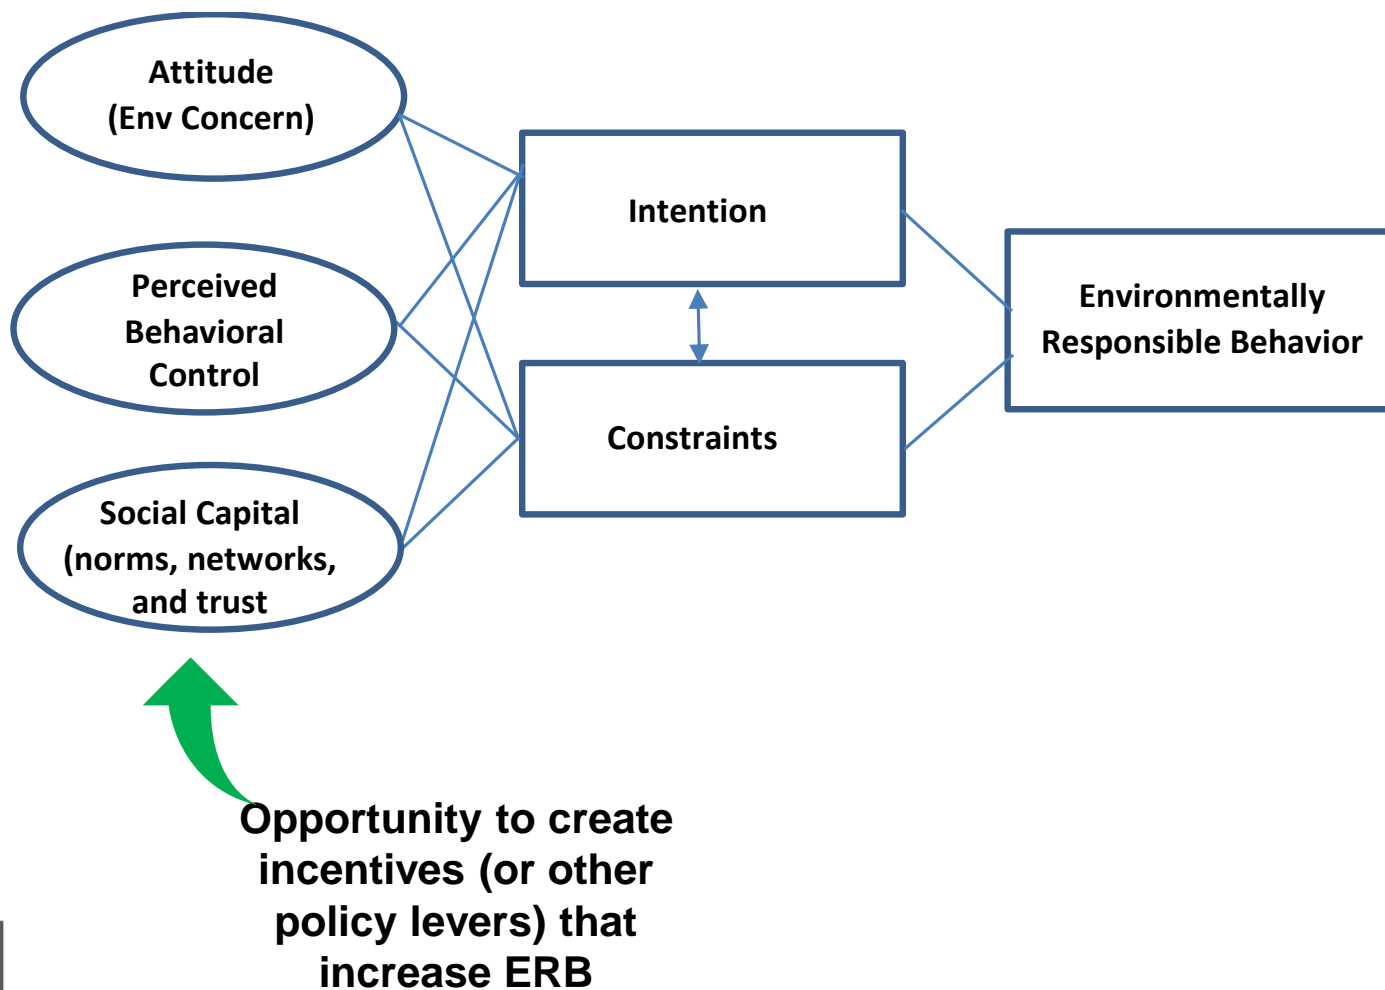 Attitude
(Env Concern)
Intention
Perceived
Behavioral
Control
Environmentally
Responsible Behavior
Constraints
Social Capital
(norms, networks,
and trust
Opportunity to create
incentives (or other
policy levers) that
increase ERB